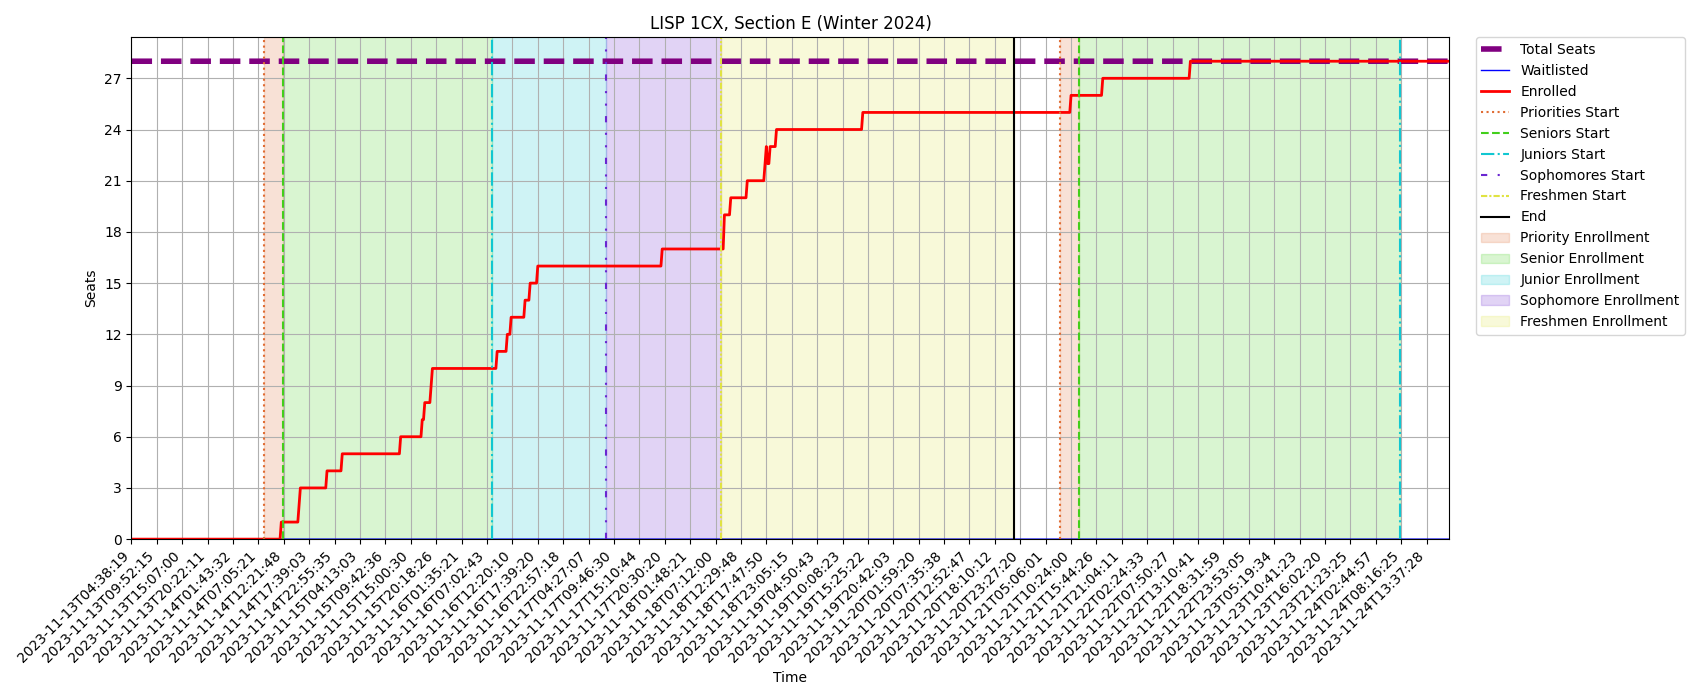 LISP 1CX, Section E (Winter 2024)
Seats
27
24
21
18
15
12
9
6
3
0
2023-11-13T04:38:19
2023-11-13T09:52:15
2023-11-13T15:07:00
2023-11-13T20:22:11
2023-11-14T01:43:32
2023-11-14T07:05:21
2023-11-14T12:21:48
2023-11-14T17:39:03
2023-11-14T22:55:35
2023-11-15T04:13:03
2023-11-15T09:42:36
2023-11-15T15:00:30
2023-11-15T20:18:26
2023-11-16T01:35:21
2023-11-16T07:02:43
2023-11-16T12:20:10
2023-11-16T17:39:20
2023-11-16T22:57:18
2023-11-17T04:27:07
2023-11-17T09:46:30
2023-11-17T15:10:44
2023-11-17T20:30:20
2023-11-18T01:48:21
2023-11-18T07:12:00
2023-11-18T12:29:48
2023-11-18T17:47:50
2023-11-18T23:05:15
2023-11-19T04:50:43
2023-11-19T10:08:23
2023-11-19T15:25:22
2023-11-19T20:42:03
2023-11-20T01:59:20
2023-11-20T07:35:38
2023-11-20T12:52:47
2023-11-20T18:10:12
2023-11-20T23:27:20
2023-11-21T05:06:01
2023-11-21T10:24:00
2023-11-21T15:44:26
2023-11-21T21:04:11
2023-11-22T02:24:33
2023-11-22T07:50:27
2023-11-22T13:10:41
2023-11-22T18:31:59
2023-11-22T23:53:05
2023-11-23T05:19:34
2023-11-23T10:41:23
2023-11-23T16:02:20
2023-11-23T21:23:25
2023-11-24T02:44:57
2023-11-24T08:16:25
2023-11-24T13:37:28
Time
Total Seats
Waitlisted
Enrolled
Priorities Start
Seniors Start
Juniors Start
Sophomores Start
Freshmen Start
End
Priority Enrollment
Senior Enrollment
Junior Enrollment
Sophomore Enrollment
Freshmen Enrollment